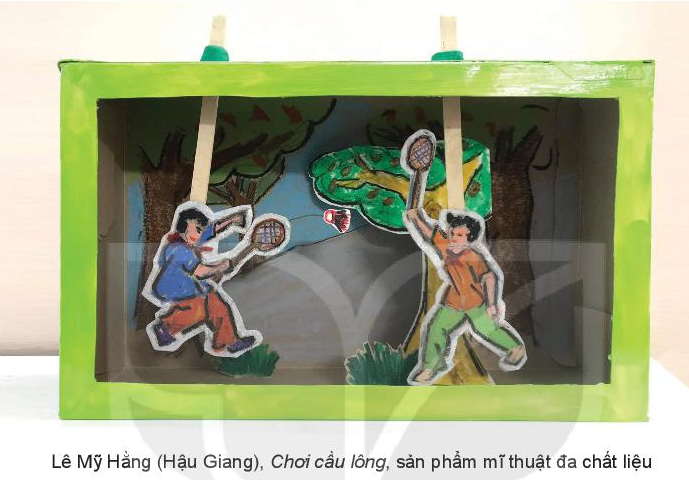 Lê Mỹ Hằng (Hậu Giang), Chơi cầu lông, sản phẩm mĩ thuật đa chất liệu